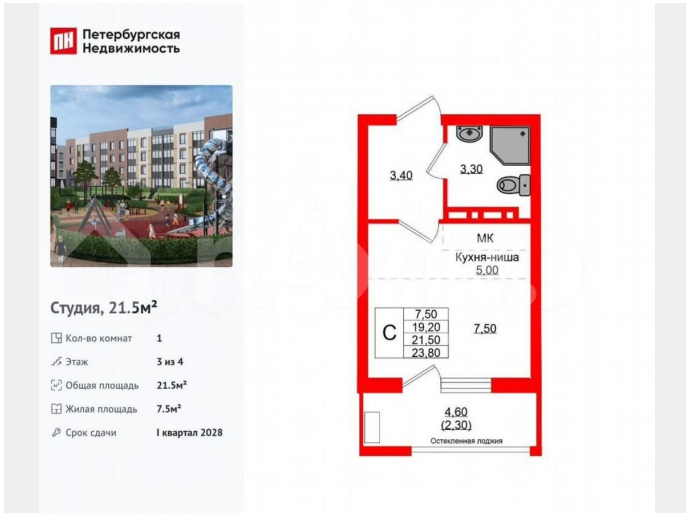 ПН Петербургская
Недвижимость
Студия, 21.5м²
Кол-во комнат 1
Этаж 3 из 4
Общая площадь 21.5м²
Жилая площадь 7.5м²
Срок сдачи I квартал 2028
3,40
3,30
МК
Кухня-ниша
5,00
С
7,50
19,20
21,50
23,80
7,50
4,60
(2,30)
Остекленная лоджия